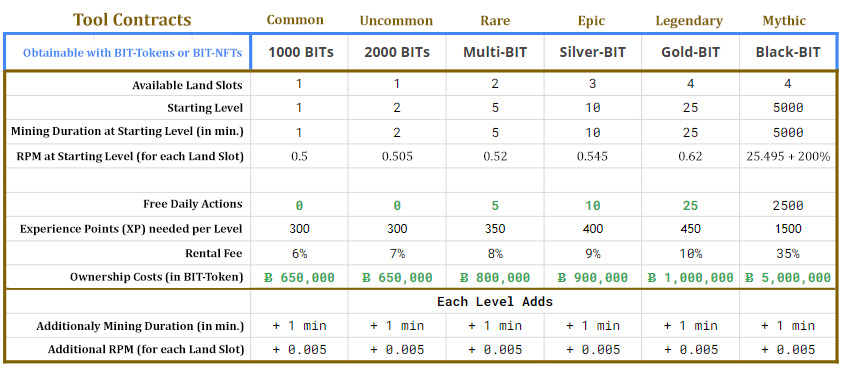 Tool Contracts Common Uncommon Rare Epic Legendary Mythic
Obtainable with BIT-Tokens or BIT-NFTs 1000 BITs 2000 BITs Multi-BIT Silver-BIT Gold-BIT Black-BIT
Available Land Slots 1 1 2 3 4 4
Starting Level 1 2 5 10 25 5000
Mining Duration at Starting Level (in min.) 1 2 5 10 25 5000
RPM at Starting Level (for each Land Slot) 0.5 0.505 0.52 0.545 0.62 25.495 + 200%
Free Daily Actions 0 0 5 10 25 2500
Experience Points (XP) needed per Level 300 300 350 400 450 1500
Rental Fee 6% 7% 8% 9% 10% 35%
Ownership Costs (in BIT-Token) Ƀ 650,000 Ƀ 650,000 Ƀ 800,000 Ƀ 900,000 Ƀ 1,000,000 Ƀ 5,000,000
Each Level Adds
Additionaly Mining Duration (in min.) + 1 min + 1 min + 1 min + 1 min + 1 min + 1 min
Additional RPM (for each Land Slot) + 0.005 + 0.005 + 0.005 + 0.005 + 0.005 + 0.005